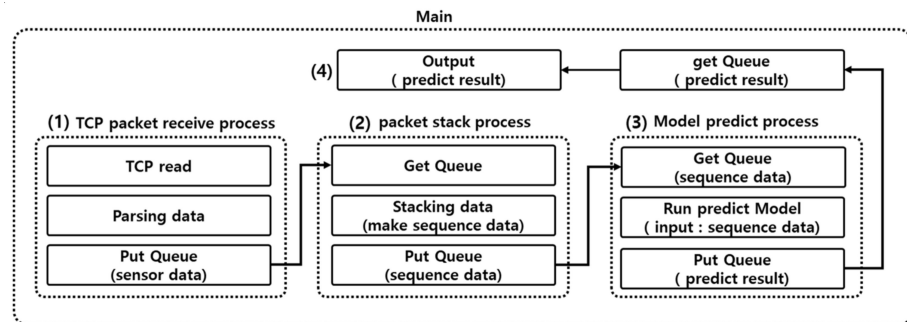 Main
(4)
Output
( predict result)
get Queue
( predict result)
(1) TCP packet receive process
TCP read
Parsing data
Put Queue
(sensor data)
(2) packet stack process
Get Queue
Stacking data
(make sequence data)
Put Queue
(sequence data)
(3) Model predict process
Get Queue
(sequence data)
Run predict Model
( input : sequence data)
Put Queue
( predict result)